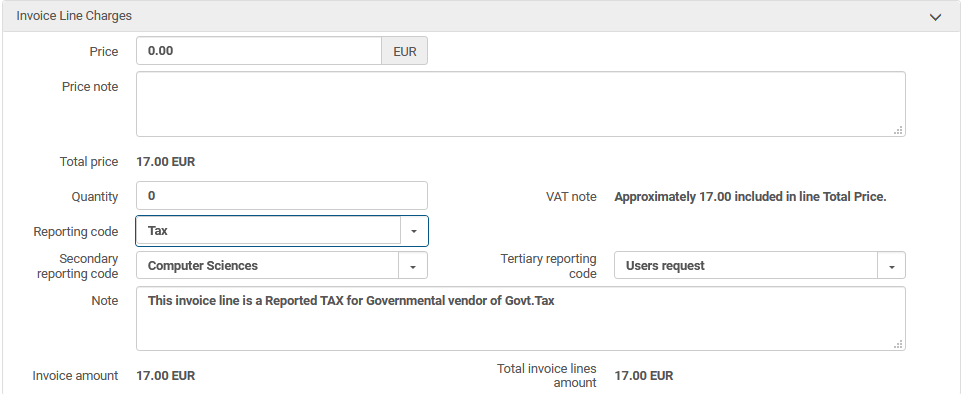 Invoice Line Charges
Price 0.00 EUR
Price note
Total price 17.00 EUR
Quantity 0 VAT note Approximately 17.00 included in line Total Price.
Reporting code Tax
Secondary reporting code Computer Sciences Tertiary reporting code Users request
Note This invoice line is a Reported TAX for Governmental vendor of Govt.Tax
Invoice amount 17.00 EUR Total invoice lines amount 17.00 EUR